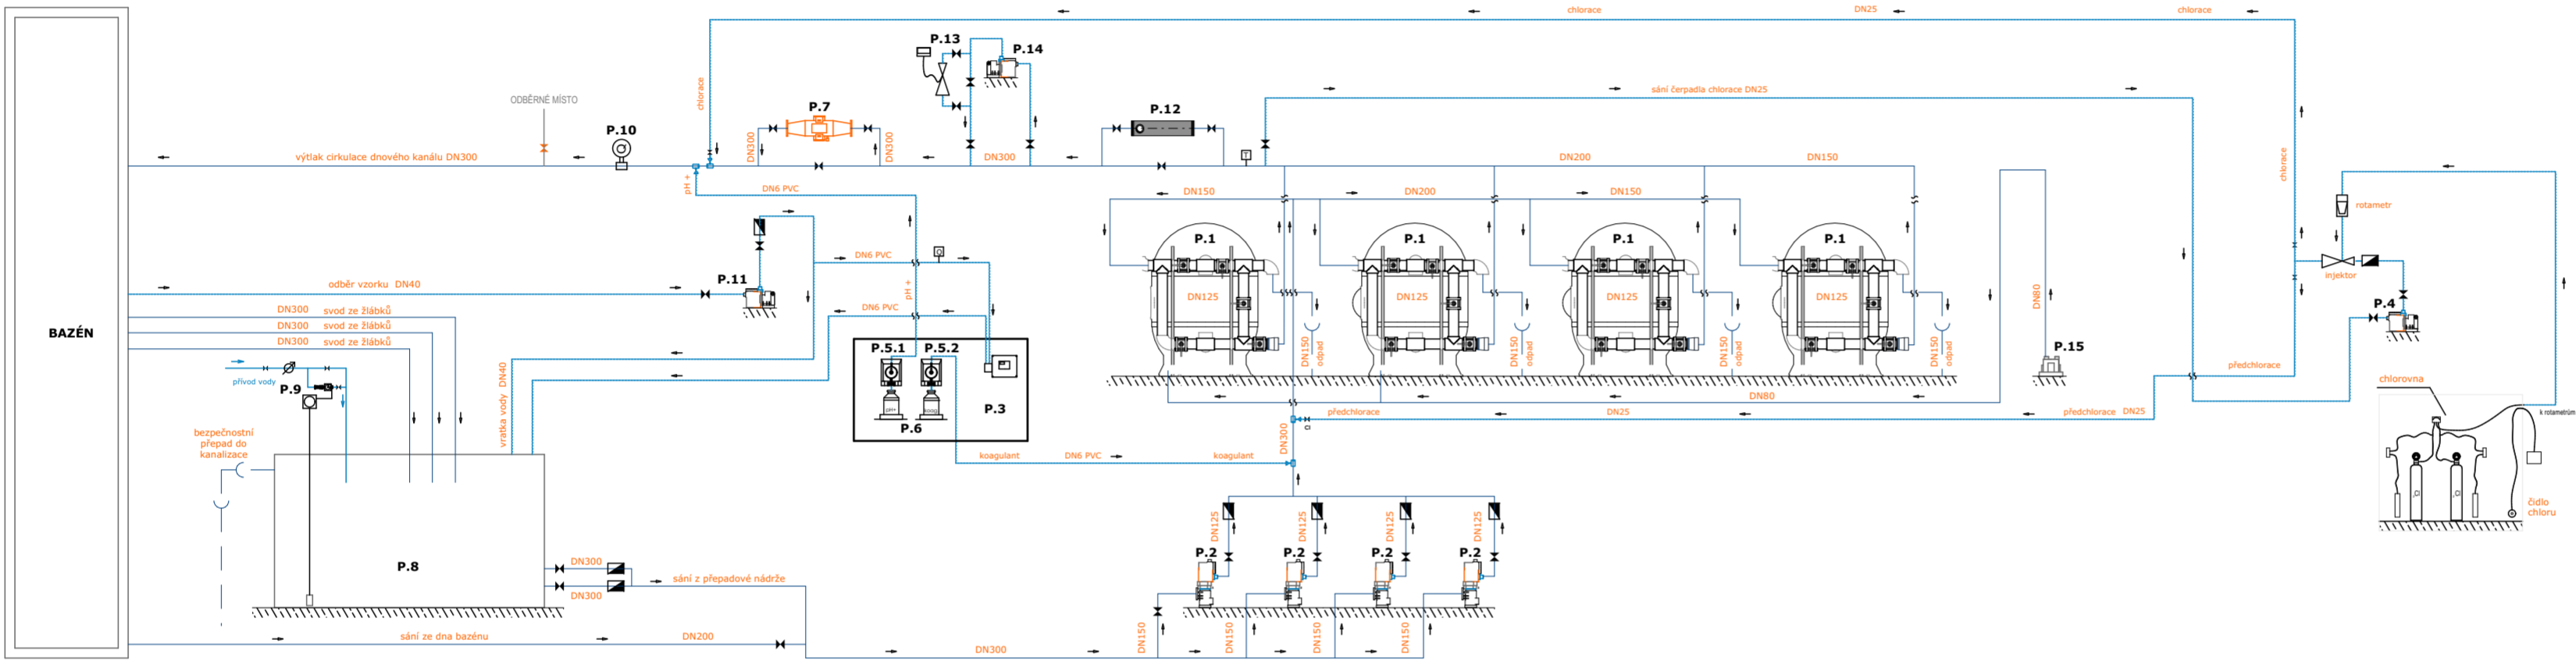 chlorace
DN25
chlorace
P.13
P.14
chlorace
sání čerpadla chlorace DN25
ODBĚRNÉ MÍSTO
P.7
P.12
P.10
DN300
DN300
výtlak cirkulace dnového kanálu DN300
DN300
DN200
DN150
chlorace
pH +
DN6 PVC
DN150
DN200
DN150
rotametr
P.1
P.1
P.1
P.1
DN6 PVC
injektor
odběr vzorku DN40
P.11
pH +
DN125
DN125
DN125
DN125
DN80
P.4
DN300 svod ze žlábků
DN6 PVC
DN300 svod ze žlábků
BAZÉN
DN300 svod ze žlábků
P.5.1
P.5.2
DN150
odpad
DN150
odpad
DN150
odpad
DN150
odpad
P.15
předchlorace
přívod vody
P.9
vratka vody DN40
chlorovna
DN80
pH+
koag
P.3
P.6
předchlorace
DN25
předchlorace DN25
k rotametrům
Cl
bezpečnostní
přepad do
kanalizace
DN300
koagulant
DN6 PVC
koagulant
čidlo
chloru
DN125
DN125
DN125
DN125
P.2
P.2
P.2
P.2
P.8
DN300
sání z přepadové nádrže
DN300
sání ze dna bazénu
DN200
DN300
DN150
DN150
DN150
DN150